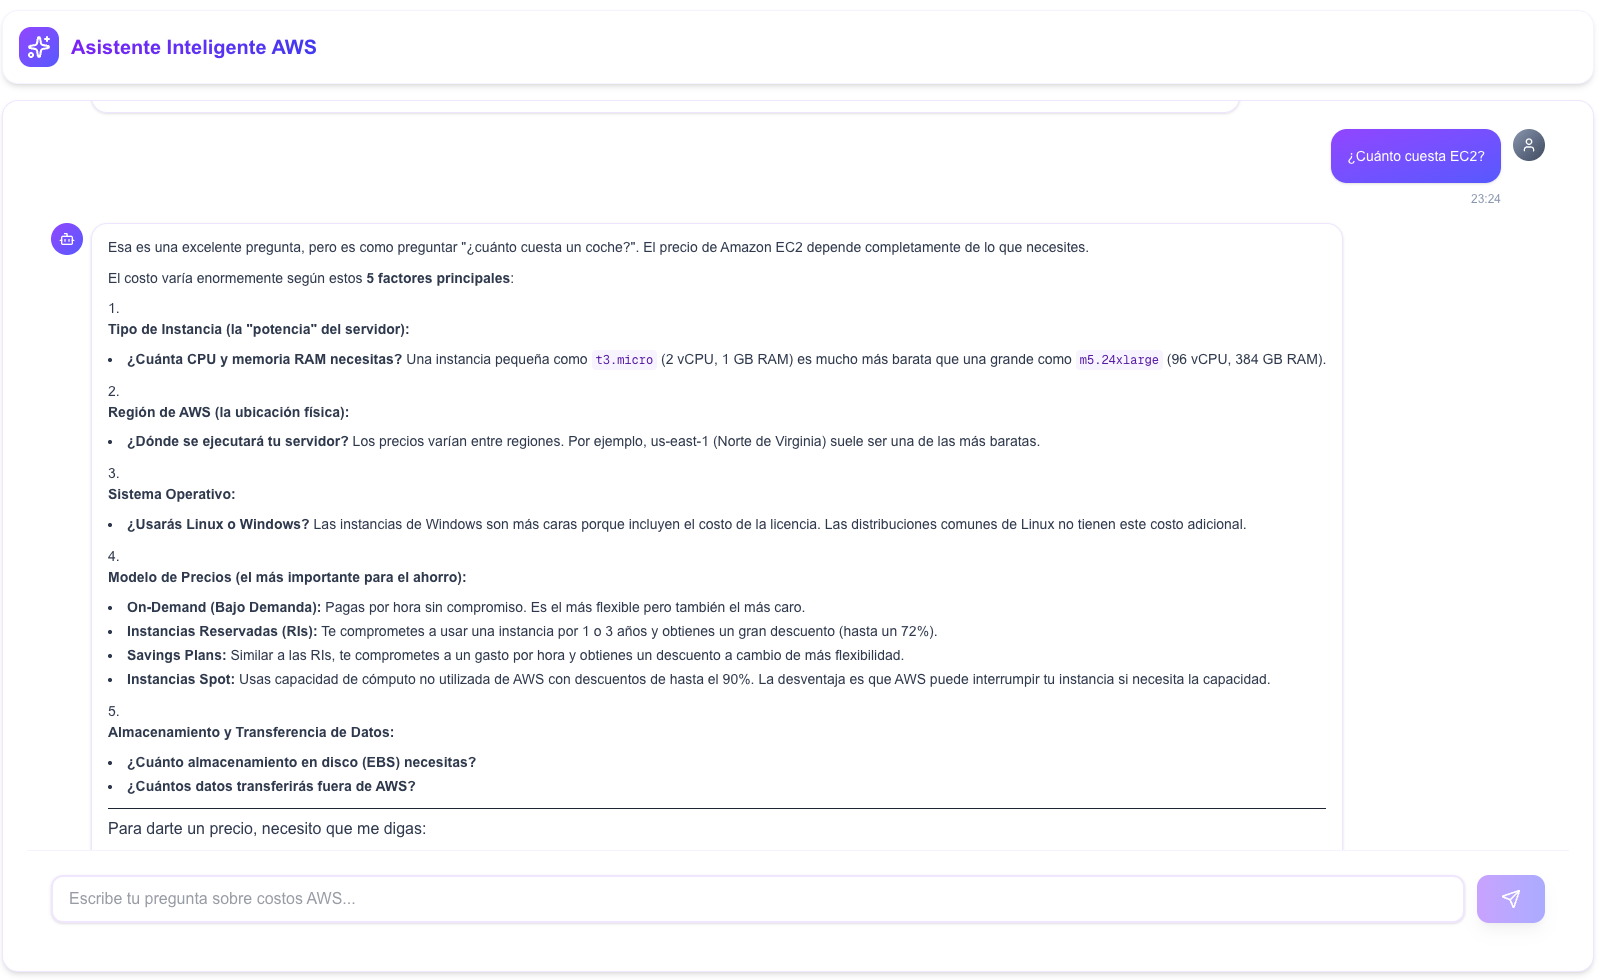 Asistente Inteligente AWS
¿Cuánto cuesta EC2?
23:24
Esa es una excelente pregunta, pero es como preguntar "¿cuánto cuesta un coche?". El precio de Amazon EC2 depende completamente de lo que necesites.
El costo varía enormemente según estos 5 factores principales:
1.
Tipo de Instancia (la "potencia" del servidor):
• ¿Cuánta CPU y memoria RAM necesitas? Una instancia pequeña como t3.micro (2 vCPU, 1 GB RAM) es mucho más barata que una grande como m5.24xlarge (96 vCPU, 384 GB RAM).
2.
Región de AWS (la ubicación física):
• ¿Dónde se ejecutará tu servidor? Los precios varían entre regiones. Por ejemplo, us-east-1 (Norte de Virginia) suele ser una de las más baratas.
3.
Sistema Operativo:
• ¿Usarás Linux o Windows? Las instancias de Windows son más caras porque incluyen el costo de la licencia. Las distribuciones comunes de Linux no tienen este costo adicional.
4.
Modelo de Precios (el más importante para el ahorro):
• On-Demand (Bajo Demanda): Pagas por hora sin compromiso. Es el más flexible pero también el más caro.
• Instancias Reservadas (RIs): Te comprometes a usar una instancia por 1 o 3 años y obtienes un gran descuento (hasta un 72%).
• Savings Plans: Similar a las RIs, te comprometes a un gasto por hora y obtienes un descuento a cambio de más flexibilidad.
• Instancias Spot: Usas capacidad de cómputo no utilizada de AWS con descuentos de hasta el 90%. La desventaja es que AWS puede interrumpir tu instancia si necesita la capacidad.
5.
Almacenamiento y Transferencia de Datos:
• ¿Cuánto almacenamiento en disco (EBS) necesitas?
• ¿Cuántos datos transferirás fuera de AWS?
Para darte un precio, necesito que me digas:
Escribe tu pregunta sobre costos AWS...